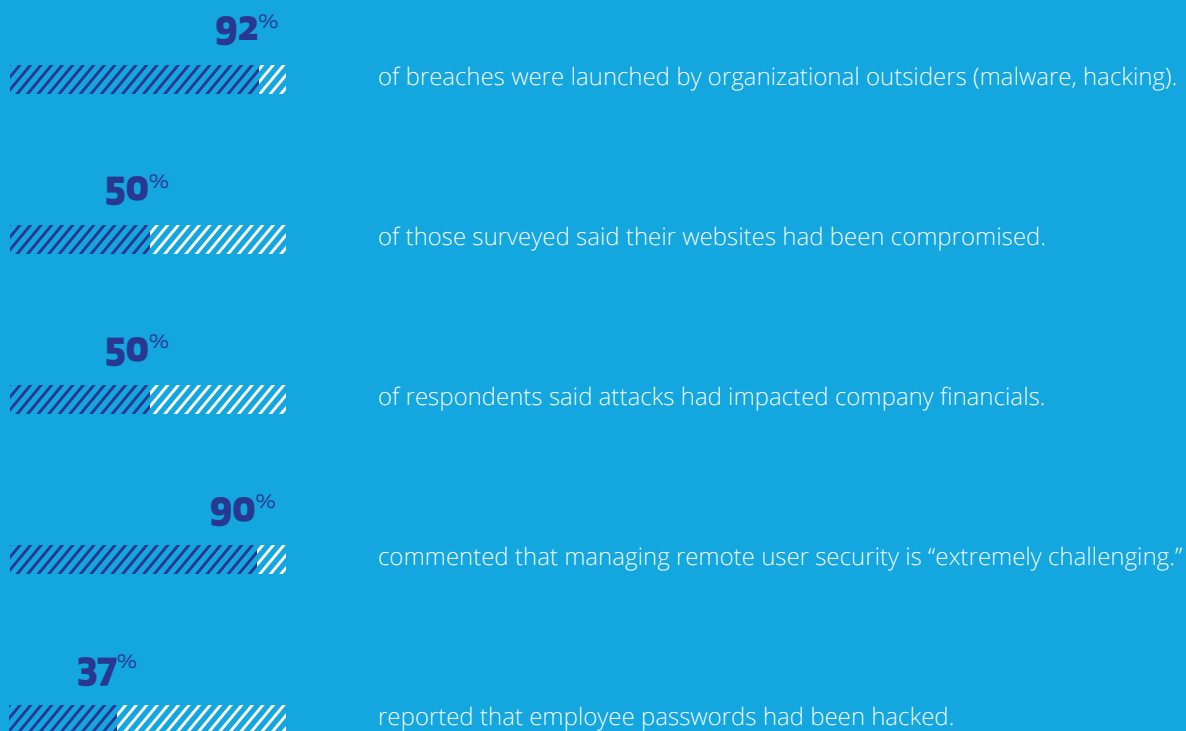 92%
of breaches were launched by organizational outsiders (malware, hacking).
50%
of those surveyed said their websites had been compromised.
50%
of respondents said attacks had impacted company financials.
90%
commented that managing remote user security is “extremely challenging.”
37%
reported that employee passwords had been hacked.